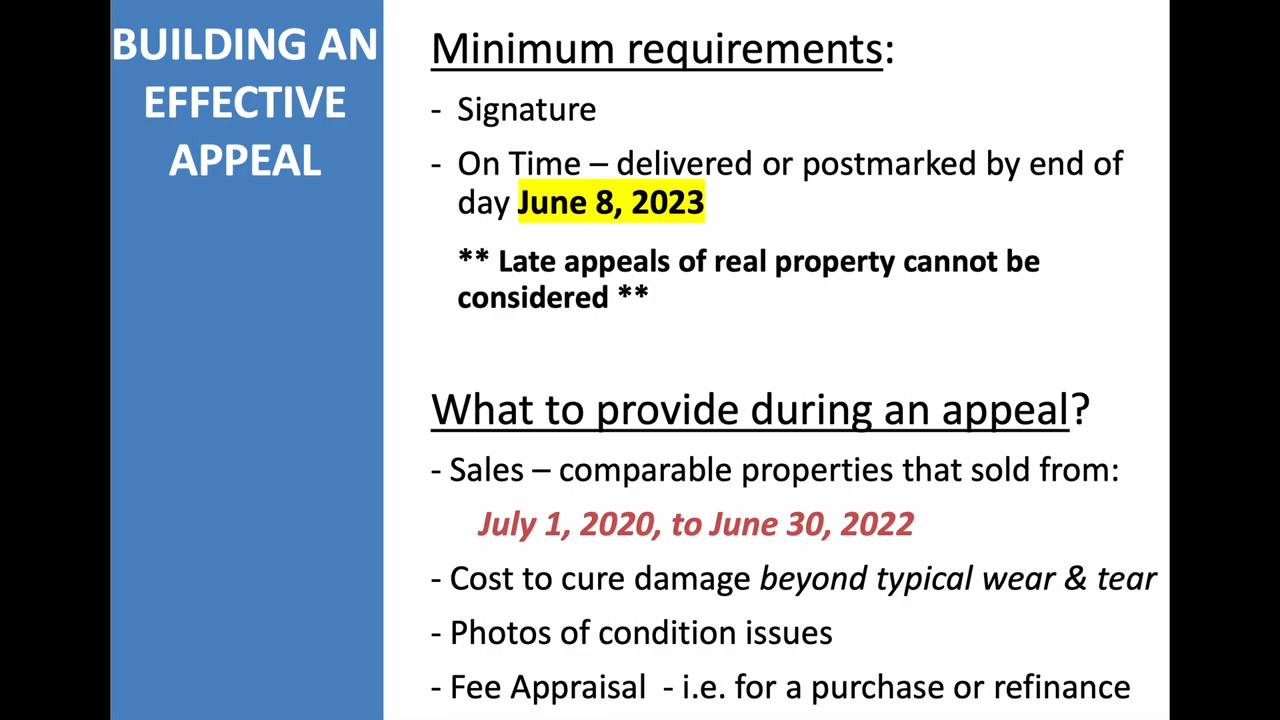 BUILDING AN
EFFECTIVE
APPEAL
Minimum requirements:
- Signature
- On Time – delivered or postmarked by end of
day June 8, 2023
** Late appeals of real property cannot be
considered **
What to provide during an appeal?
- Sales – comparable properties that sold from:
July 1, 2020, to June 30, 2022
- Cost to cure damage beyond typical wear & tear
- Photos of condition issues
- Fee Appraisal - i.e. for a purchase or refinance